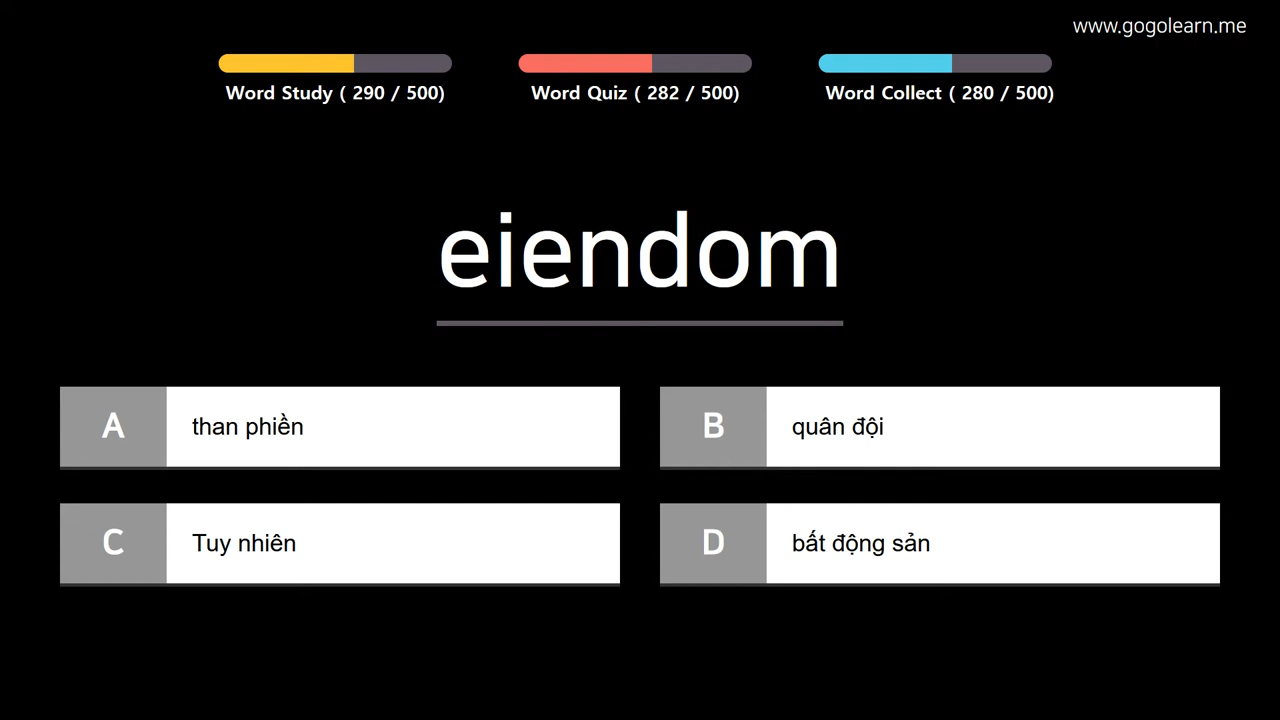 www.gogolearn.me
Word Study ( 290 / 500)
Word Quiz ( 282 / 500)
Word Collect ( 280 / 500)
eiendom
A
than phiền
B
quân đội
C
Tuy nhiên
D
bất động sản